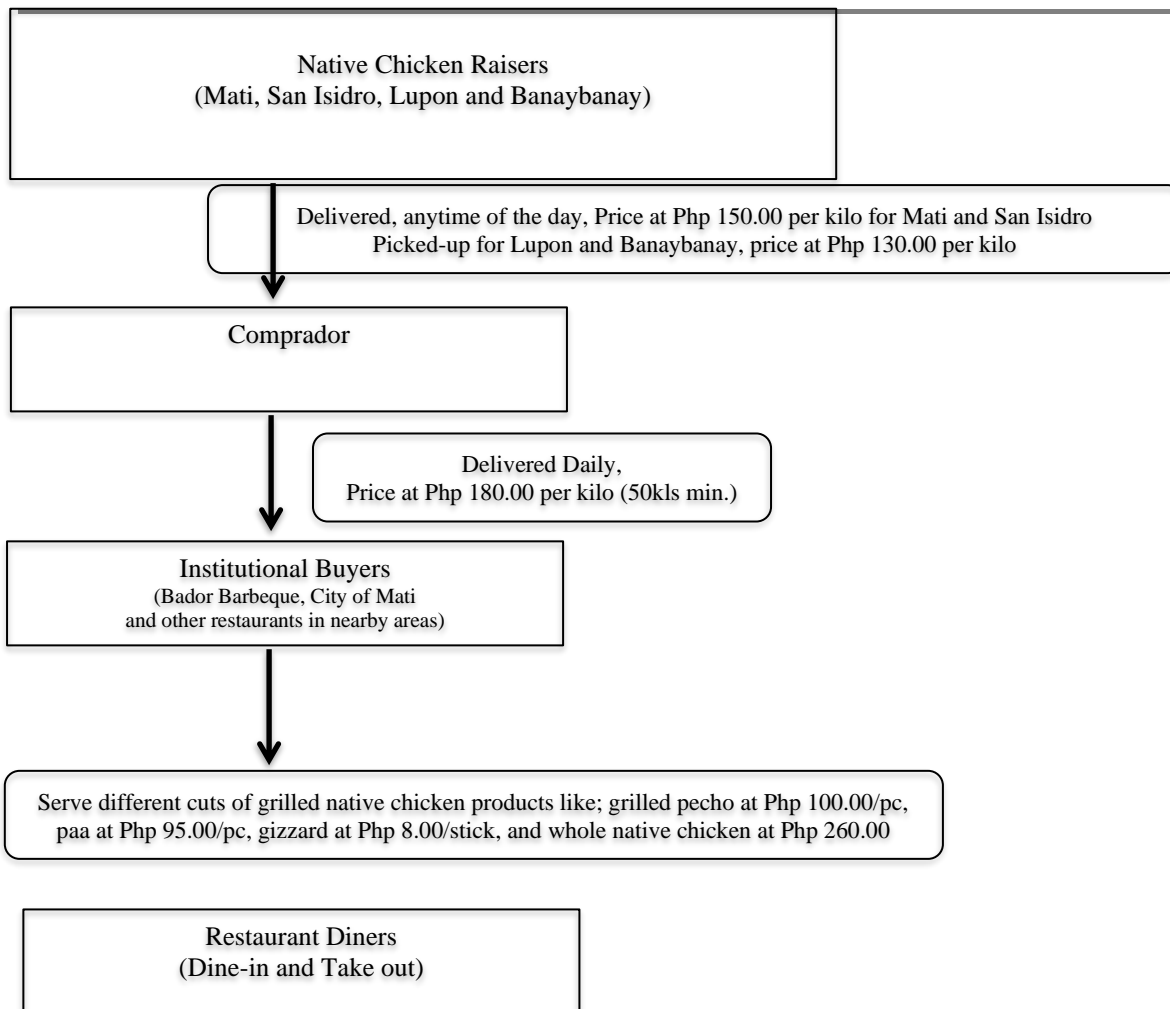 Native Chicken Raisers
(Mati, San Isidro, Lupon and Banaybanay)
Delivered, anytime of the day, Price at Php 150.00 per kilo for Mati and San Isidro
Picked-up for Lupon and Banaybanay, price at Php 130.00 per kilo
Comprador
Delivered Daily,
Price at Php 180.00 per kilo (50kls min.)
Institutional Buyers
(Bador Barbeque, City of Mati
and other restaurants in nearby areas)
Serve different cuts of grilled native chicken products like; grilled pecho at Php 100.00/pc,
paa at Php 95.00/pc, gizzard at Php 8.00/stick, and whole native chicken at Php 260.00
Restaurant Diners
(Dine-in and Take out)